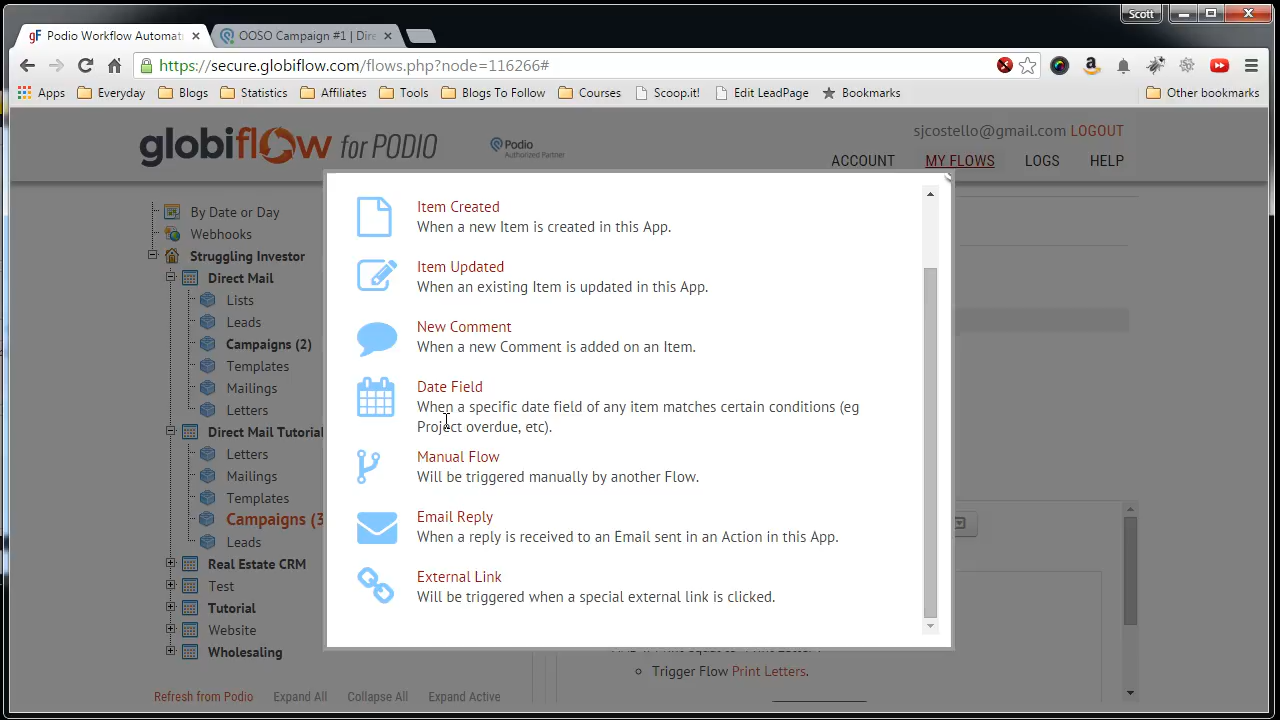 Scott
Podio Workflow Automat
OOSO Campaign #1 | Dire
https://secure.globiflow.com/flows.php?node=116266#
Apps
Everyday
Blogs
Statistics
Affiliates
Tools
Blogs To Follow
Courses
Scoop.it!
Edit LeadPage
Bookmarks
Other bookmarks
globiflow for PODIO
Podio
Authorized Partner
sjcostello@gmail.com LOGOUT
ACCOUNT
MY FLOWS
LOGS
HELP
By Date or Day
Webhooks
Struggling Investor
Direct Mail
Lists
Leads
Campaigns (2)
Templates
Mailings
Letters
Direct Mail Tutorial
Letters
Mailings
Templates
Campaigns (3
Leads
Real Estate CRM
Test
Tutorial
Website
Wholesaling
Refresh from Podio
Expand All
Collapse All
Expand Active
Item Created
When a new Item is created in this App.
Item Updated
When an existing Item is updated in this App.
New Comment
When a new Comment is added on an Item.
Date Field
When a specific date field of any item matches certain conditions (eg
Project overdue, etc).
Manual Flow
Will be triggered manually by another Flow.
Email Reply
When a reply is received to an Email sent in an Action in this App.
External Link
Will be triggered when a special external link is clicked.
Trigger Flow Print Letters.